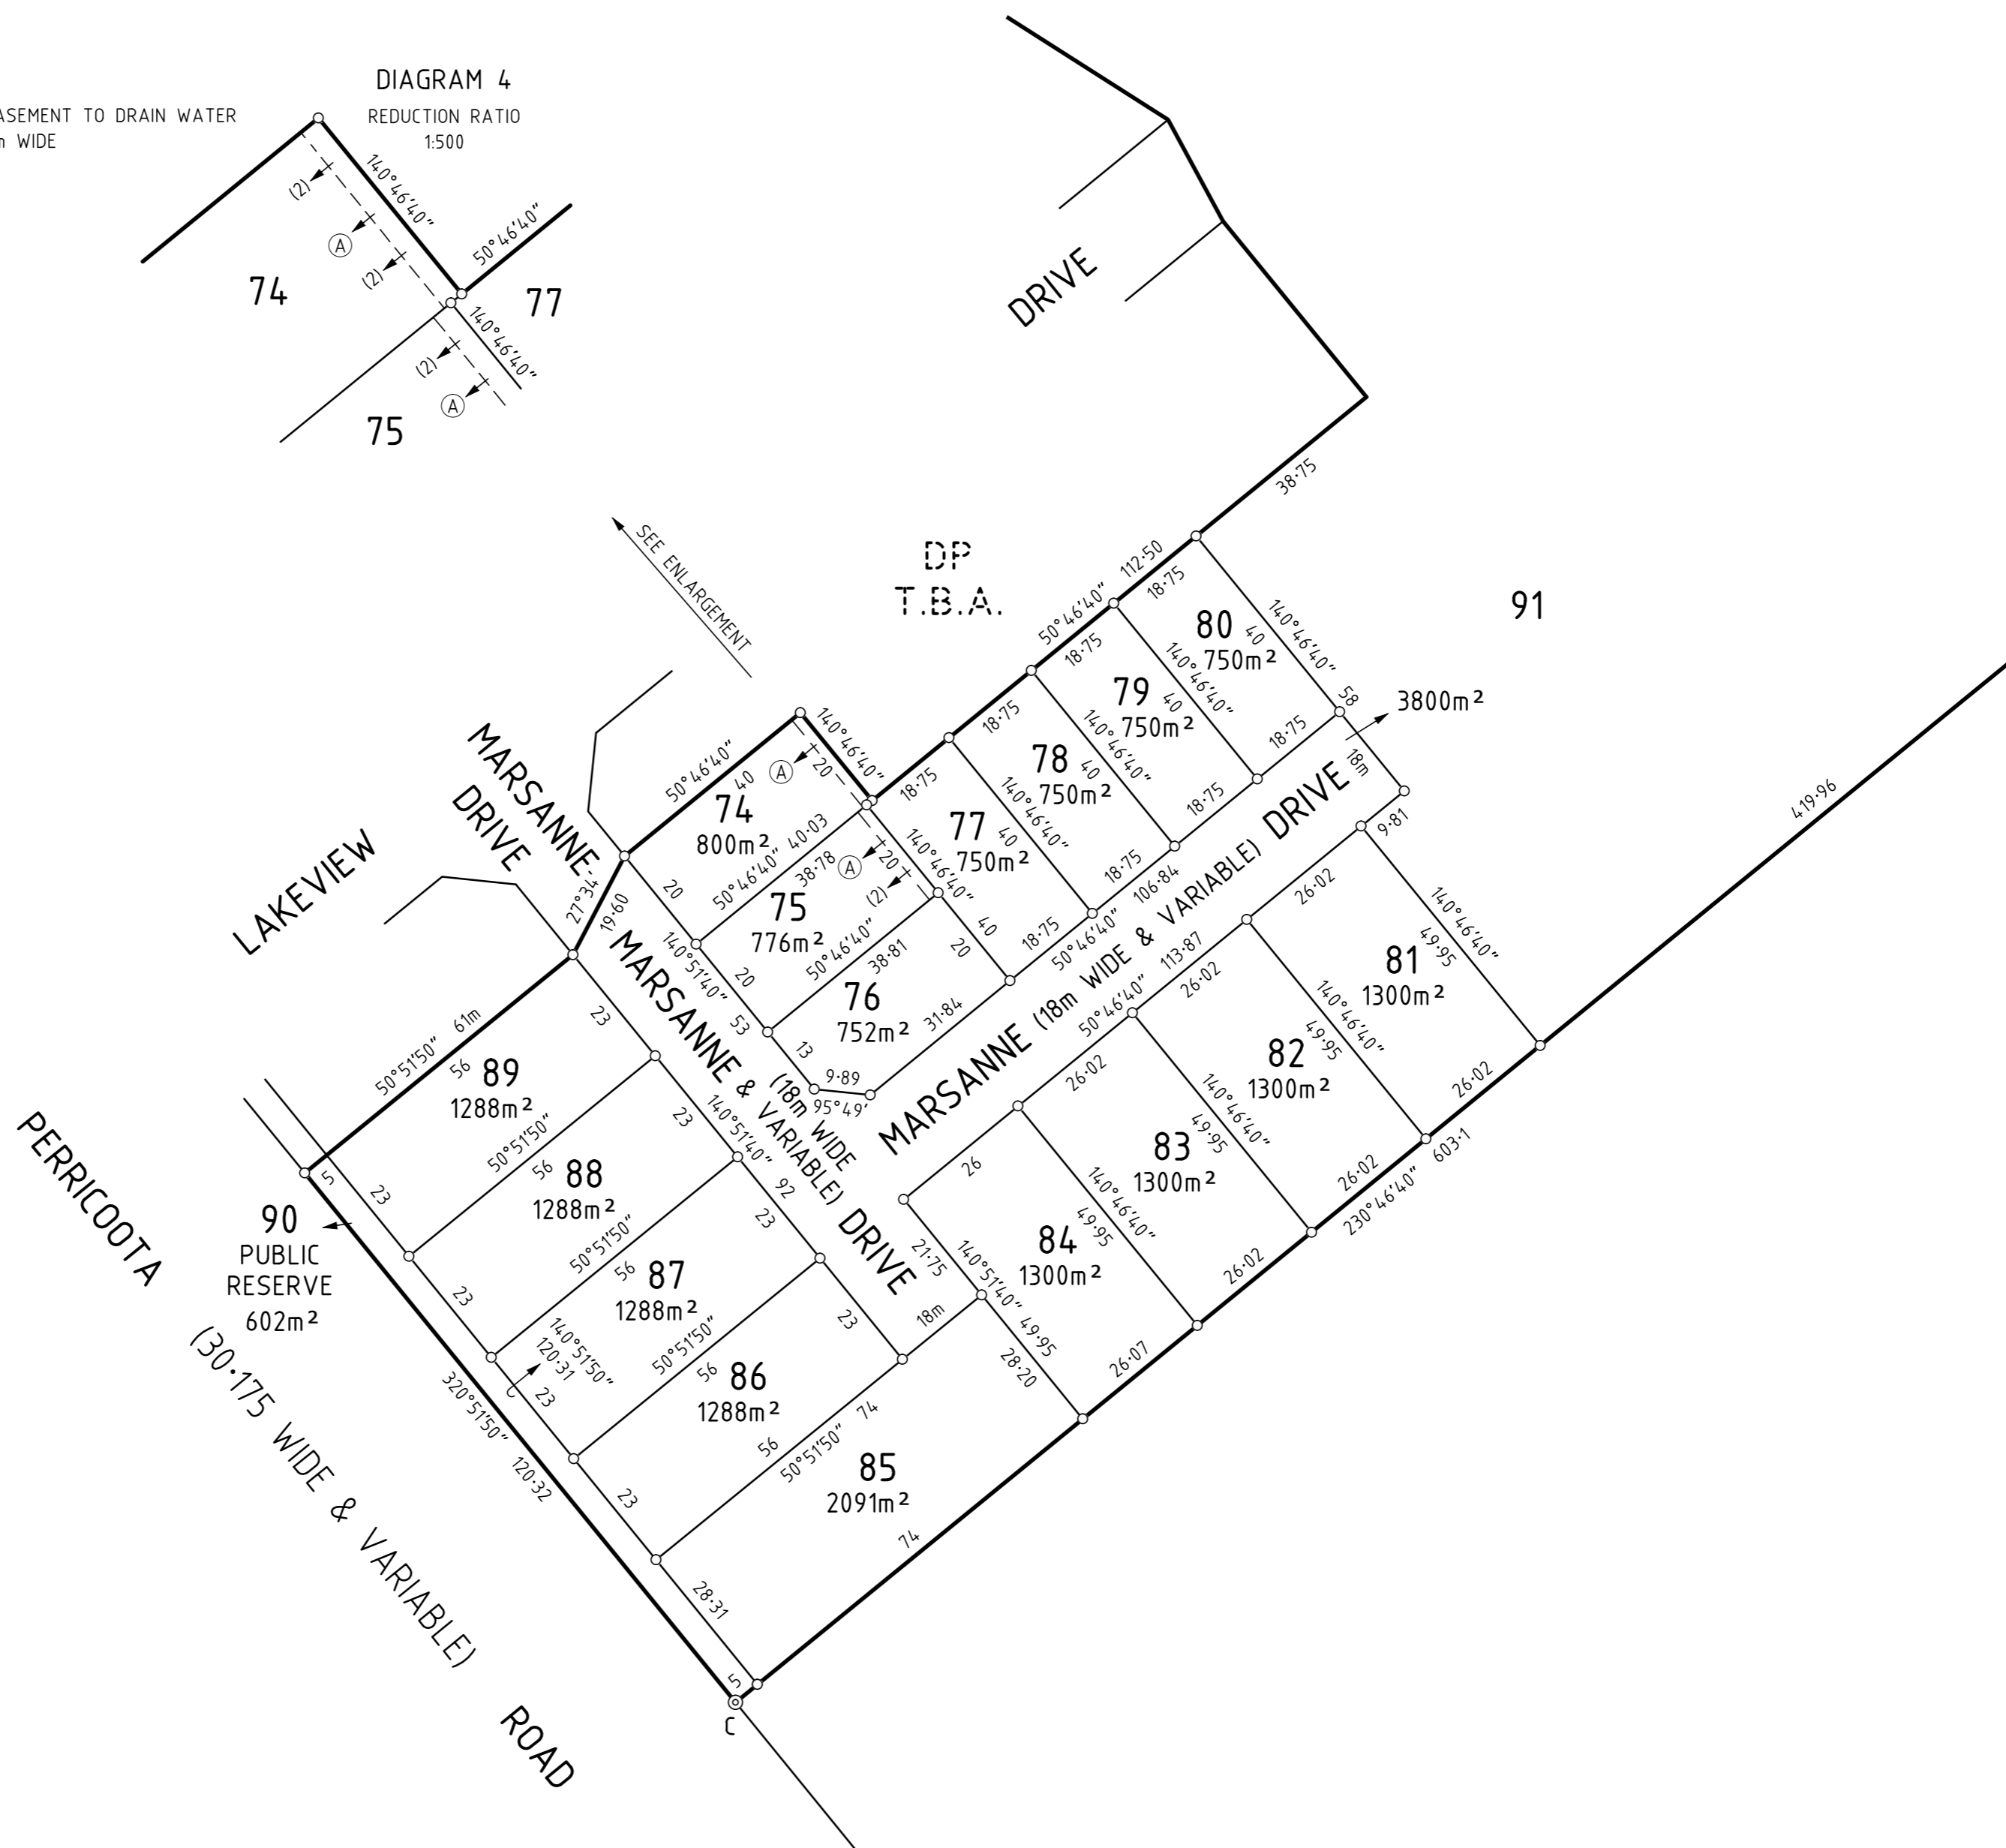 DIAGRAM 4
REDUCTION RATIO
1:500
ASEMENT TO DRAIN WATER
m WIDE
140°46'40"
50°46'40"
(2)
A
(2)
74
77
140°46'40"
(2)
A
75
DRIVE
38·75
SEE ENLARGEMENT
DP
T.B.A.
91
50°46'40" 112·50
18·75
80
40
750m²
140°46'40"
58
3800m²
18m
18·75
79
40
750m²
140°46'40"
18·75
18·75
78
40
750m²
140°46'40"
18·75
18·75
77
40
750m²
140°46'40"
18·75
18·75
50°46'40" 106·84
419·96
MARSANNE
DRIVE
LAKEVIEW
50°46'40"
40
140°46'40"
A
20
74
800m²
20
50°46'40" 40·03
38·78
A
20
(2)
140°46'40"
40
75
776m²
20
50°46'40"
38·81
20
76
752m²
31·84
13
9·89
95°49'
140°51'40"
53
27°34'
19·60
MARSANNE (18m WIDE & VARIABLE) DRIVE
MARSANNE (18m WIDE & VARIABLE) DRIVE
9·81
26·02
50°46'40" 113·87
26·02
26·02
26
81
1300m²
140°46'40"
49·95
26·02
82
1300m²
140°46'40"
49·95
26·02
83
1300m²
140°46'40"
49·95
26·02
230°46'40" 603·1
84
1300m²
140°46'40"
49·95
26·07
21·75
140°51'40" 49·95
28·20
18m
50°51'50" 61m
56
89
1288m²
23
23
50°51'50"
56
88
1288m²
23
23
140°51'40"
92
50°51'50"
56
87
1288m²
23
23
140°51'50"
120·31
C
50°51'50"
56
86
1288m²
23
23
74
56
50°51'50"
85
2091m²
28·31
74
5
C
5
90
PUBLIC
RESERVE
602m²
320°51'50"
120·32
PERRICOOTA
(30·175 WIDE & VARIABLE)
ROAD